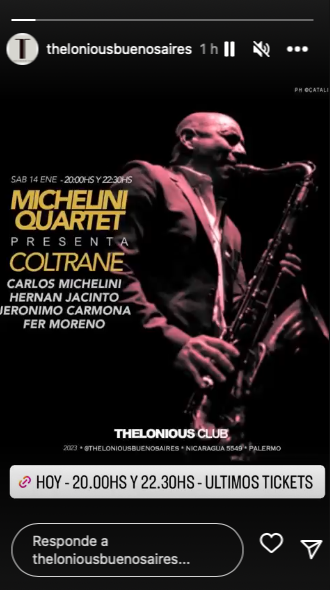 theloniousbuenosaires 1 h
PH @CATALI
SAB 14 ENE - 20:00HS Y 22:30HS
MICHELINI
QUARTET
PRESENTA
COLTRANE
CARLOS MICHELINI
HERNAN JACINTO
JERONIMO CARMONA
FER MORENO
THELONIOUS CLUB
2023 * @THELONIOUSBUENOSAIRES * NICARAGUA 5549 * PALERMO
HOY - 20.00HS Y 22.30HS - ULTIMOS TICKETS
Responde a
theloniousbuenosaires...